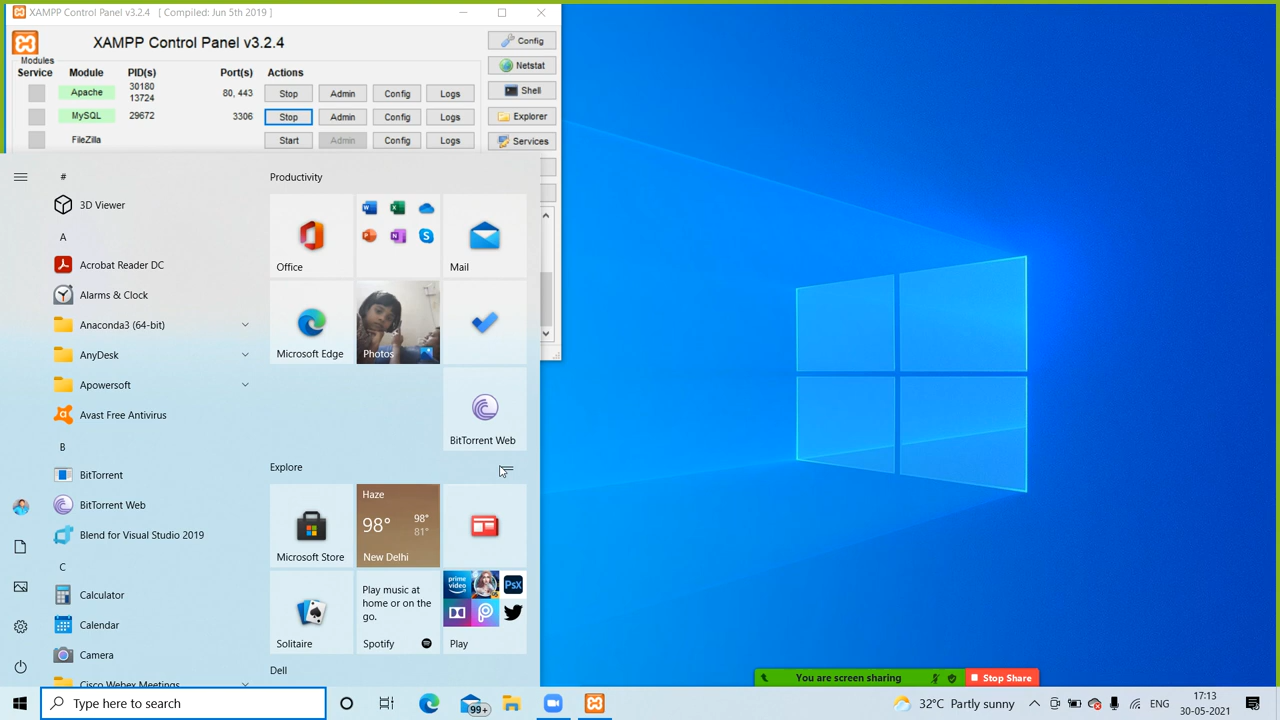 XAMPP Control Panel v3.2.4 [ Compiled: Jun 5th 2019 ]
XAMPP Control Panel v3.2.4
Config
Modules
Service Module PID(s) Port(s) Actions
Netstat
Apache 30180 13724 80, 443 Stop Admin Config Logs
Shell
MySQL 29672 3306 Stop Admin Config Logs
Explorer
FileZilla Start Admin Config Logs
Services
#
3D Viewer
A
Acrobat Reader DC
Alarms & Clock
Anaconda3 (64-bit)
AnyDesk
Apowersoft
Avast Free Antivirus
B
BitTorrent
BitTorrent Web
Blend for Visual Studio 2019
C
Calculator
Calendar
Camera
Cisco Webex Meetings
Productivity
Office
Mail
Microsoft Edge
Photos
BitTorrent Web
Explore
Microsoft Store
Haze
98° 98°
81°
New Delhi
Solitaire
Play music at
home or on the
go.
Spotify
prime video
PsX
Play
Dell
You are screen sharing
Stop Share
Type here to search
99+
32°C Partly sunny
ENG
17:13
30-05-2021